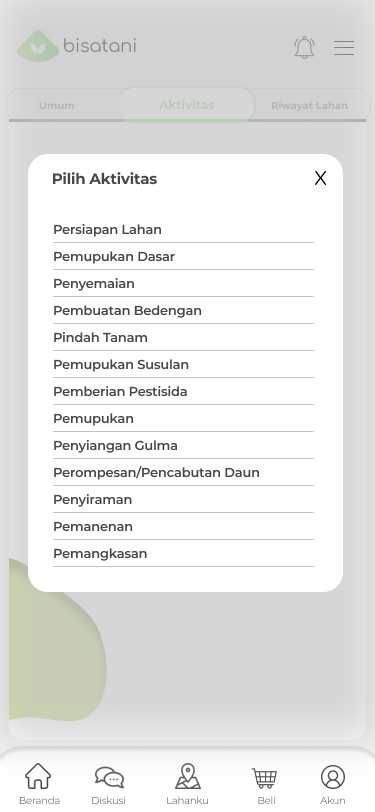 bisatani
Umum
Aktivitas
Riwayat Lahan
Pilih Aktivitas
X
Persiapan Lahan
Pemupukan Dasar
Penyemaian
Pembuatan Bedengan
Pindah Tanam
Pemupukan Susulan
Pemberian Pestisida
Pemupukan
Penyiangan Gulma
Perompesan/Pencabutan Daun
Penyiraman
Pemanenan
Pemangkasan
Beranda
Diskusi
Lahanku
Beli
Akun